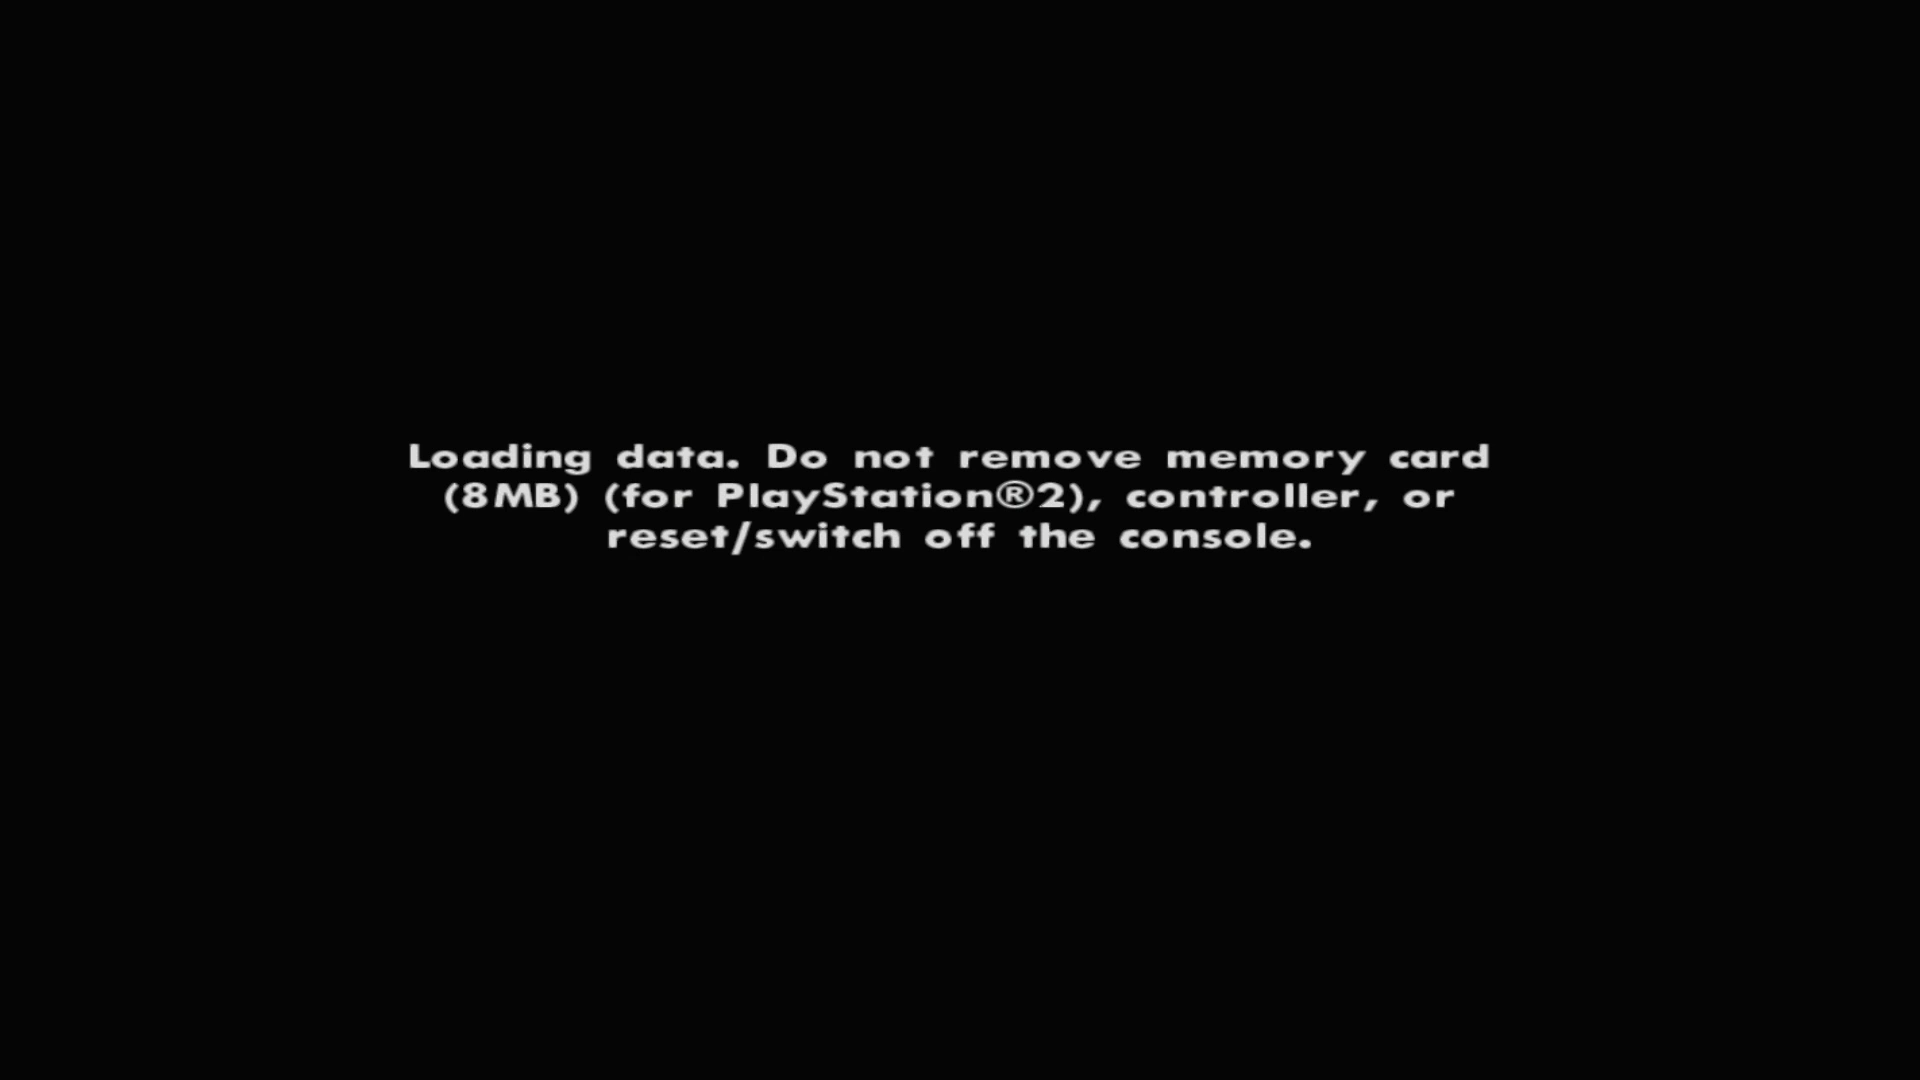 Loading data. Do not remove memory card
(8MB) (for PlayStation®2), controller, or
reset/switch off the console.